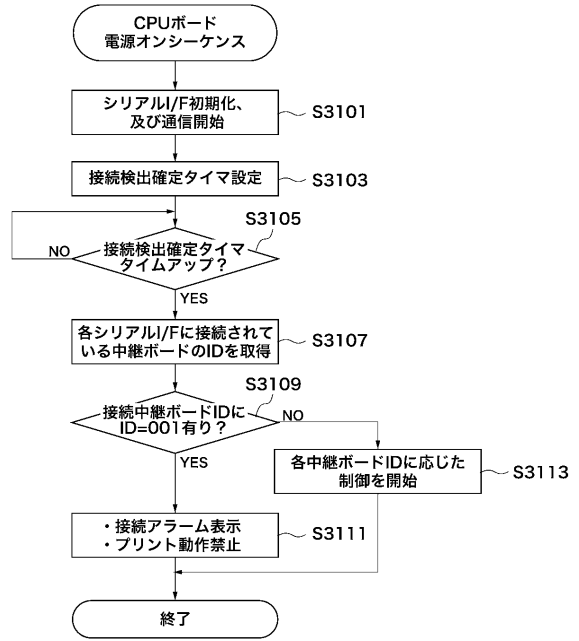 CPUボード
電源オンシーケンス
シリアルI/F初期化、
及び通信開始
S3101
接続検出確定タイマ設定
S3103
S3105
接続検出確定タイマ
タイムアップ？
NO
YES
各シリアルI/Fに接続されて
いる中継ボードのIDを取得
S3107
S3109
接続中継ボードIDに
ID=001有り？
NO
YES
各中継ボードIDに応じた
制御を開始
S3113
・接続アラーム表示
・プリント動作禁止
S3111
終了